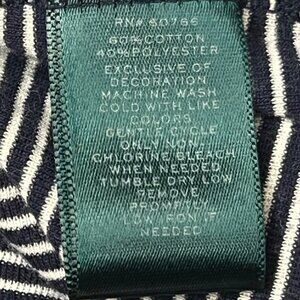 RN# 60766
60% COTTON
40% POLYESTER
EXCLUSIVE OF
DECORATION
MACHINE WASH
COLD WITH LIKE
COLORS
GENTLE CYCLE
ONLY NON-
CHLORINE BLEACH
WHEN NEEDED
TUMBLE DRY LOW
REMOVE
PROMPTLY
LOW IRON IF
NEEDED